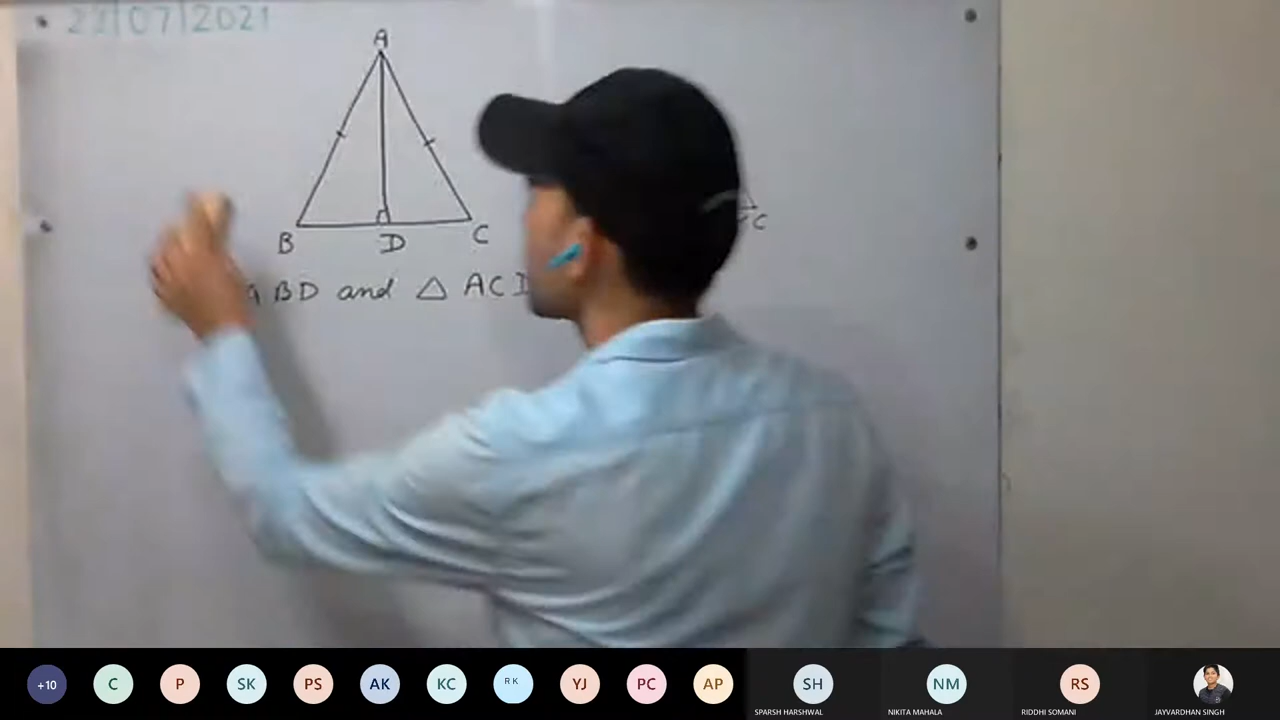 22/07/2021
A
B D C
C
BD and △ ACD
+10 C P SK PS AK KC RK YJ PC AP SH NM RS
SPARSH HARSHWAL NIKITA MAHALA RIDDHI SOMANI JAYVARDHAN SINGH